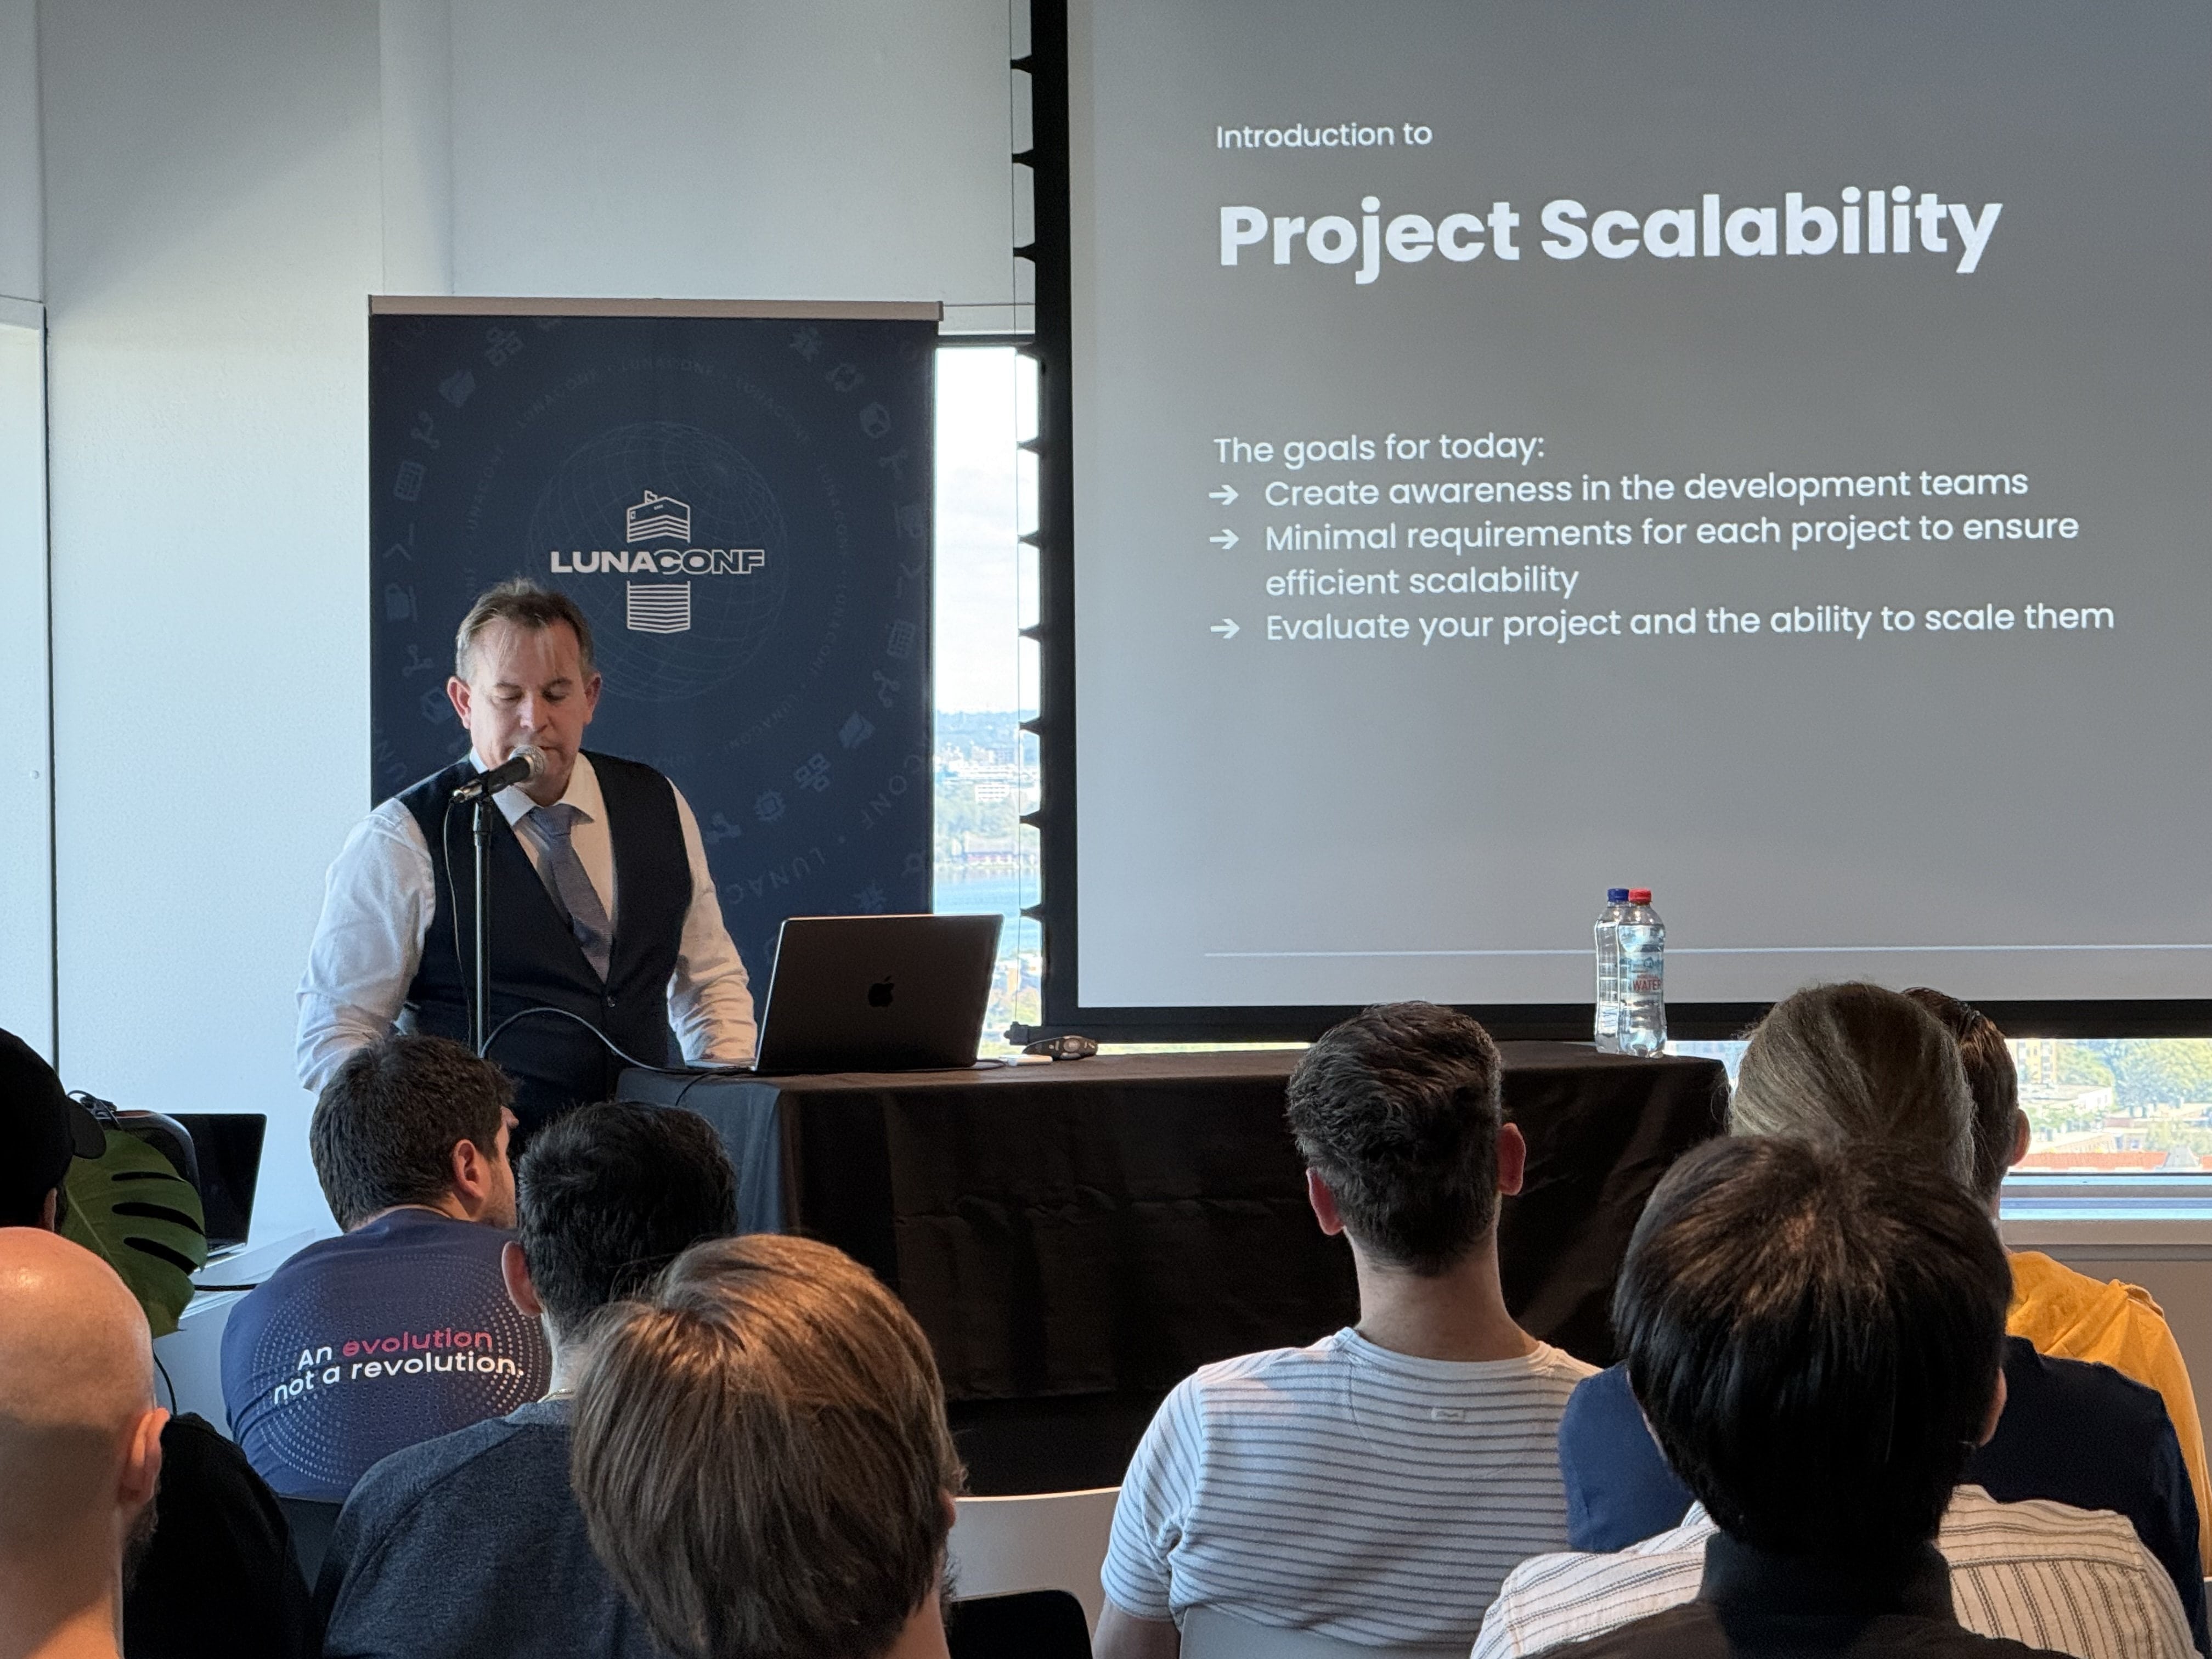 Introduction to
Project Scalability
The goals for today:
➔ Create awareness in the development teams
➔ Minimal requirements for each project to ensure
efficient scalability
➔ Evaluate your project and the ability to scale them
LUNACONF
WATER
An evolution
not a revolution.